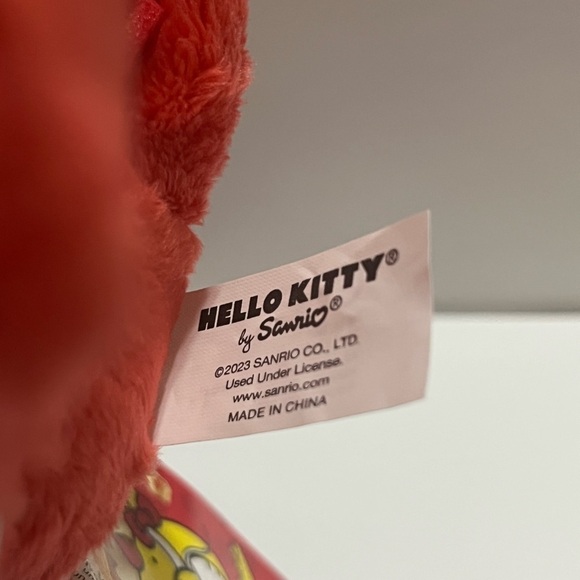 HELLO KITTY®
by Sanrio®
©2023 SANRIO CO., LTD.
Used Under License.
www.sanrio.com
MADE IN CHINA